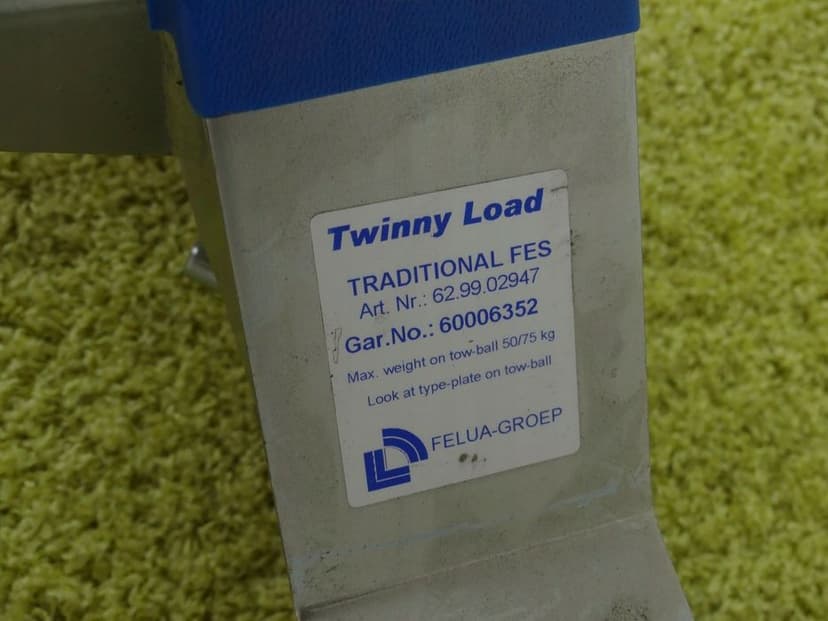 Twinny Load
TRADITIONAL FES
Art. Nr.: 62.99.02947
Gar.No.: 60006352
Max. weight on tow-ball 50/75 kg
Look at type-plate on tow-ball
FELUA-GROEP